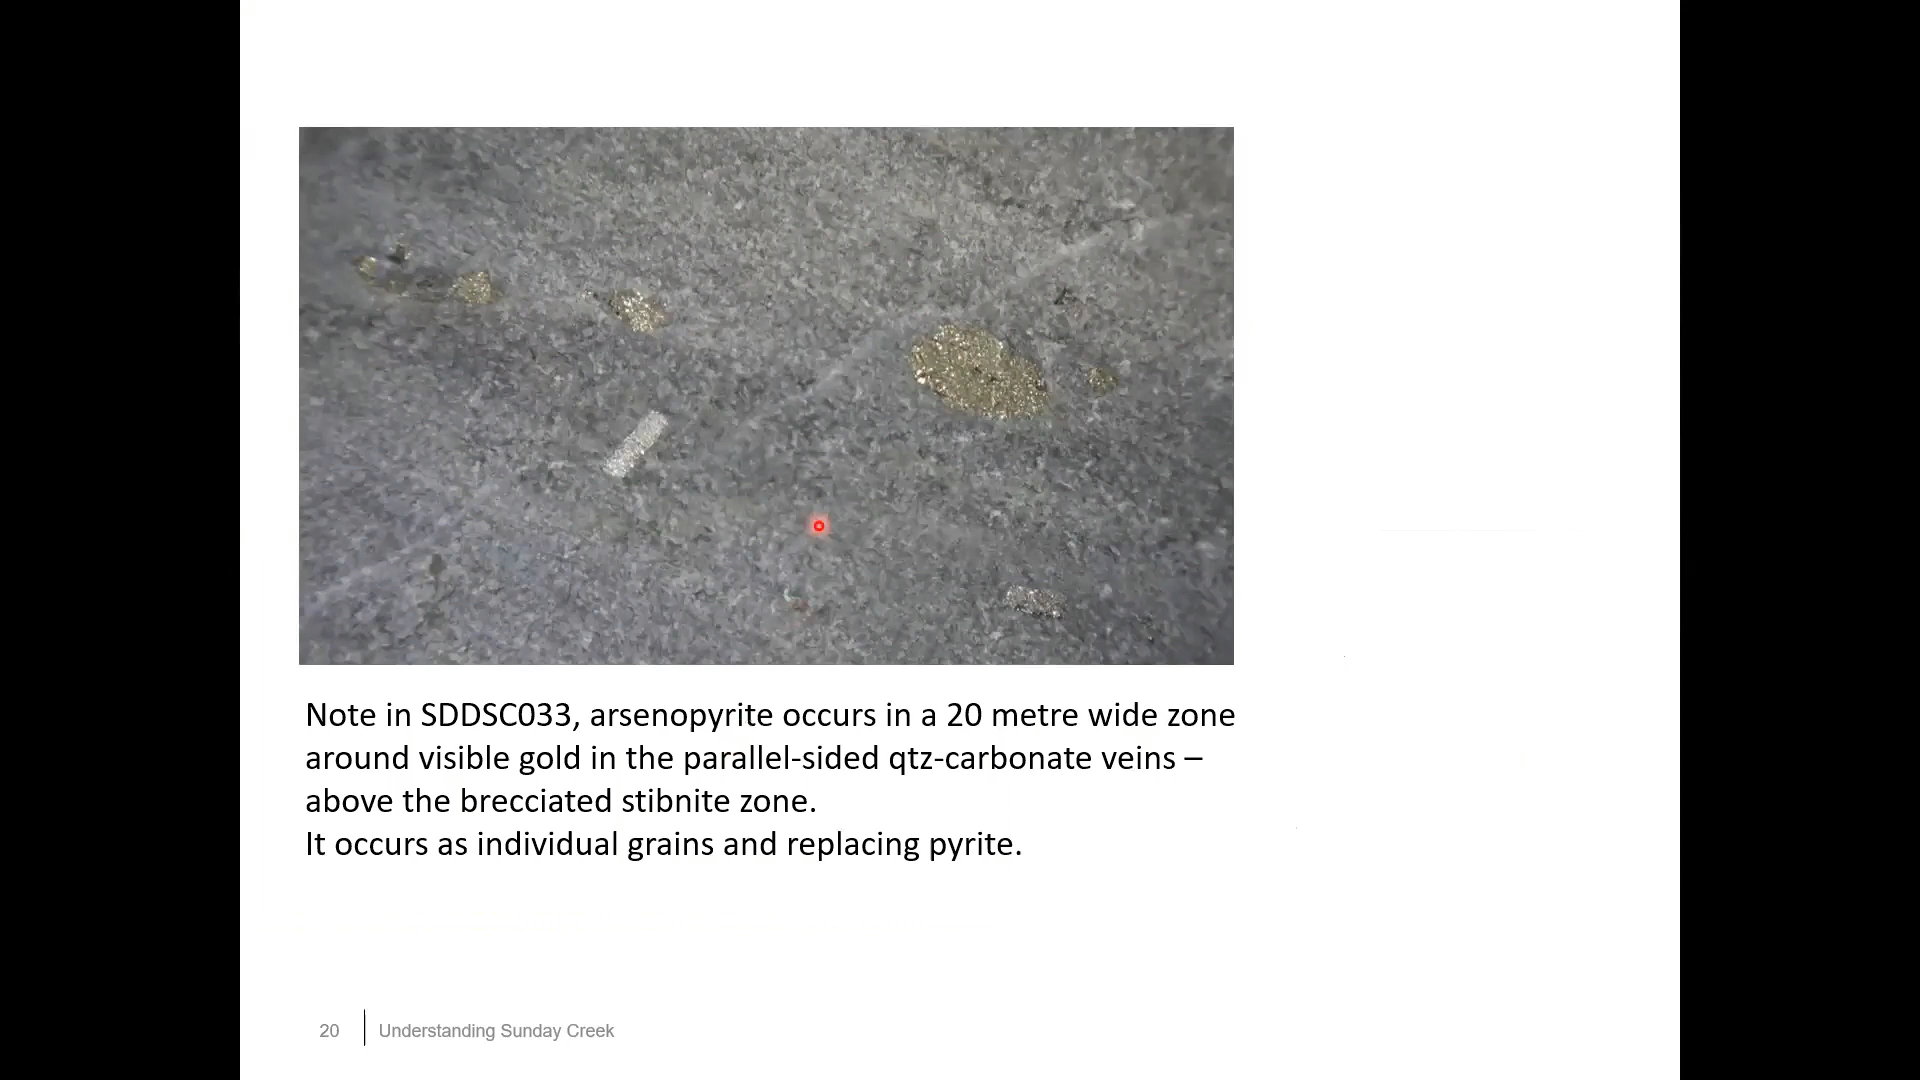 Note in SDDSC033, arsenopyrite occurs in a 20 metre wide zone
around visible gold in the parallel-sided qtz-carbonate veins –
above the brecciated stibnite zone.
It occurs as individual grains and replacing pyrite.
20
Understanding Sunday Creek